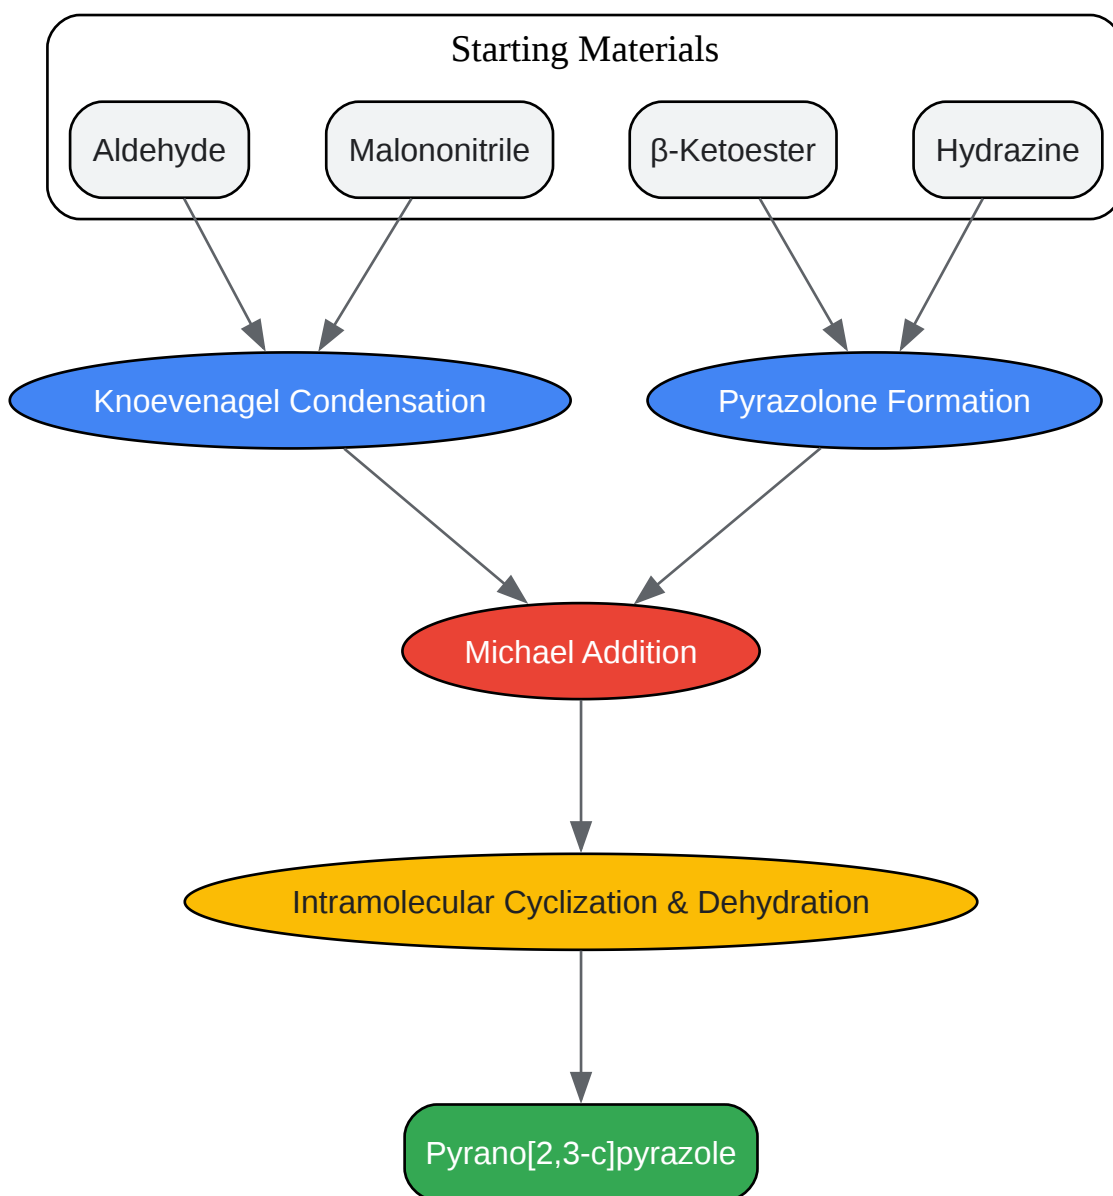 Starting Materials
Aldehyde
Malononitrile
β-Ketoester
Hydrazine
Knoevenagel Condensation
Pyrazolone Formation
Michael Addition
Intramolecular Cyclization & Dehydration
Pyrano[2,3-c]pyrazole